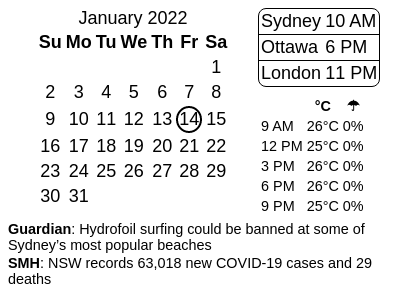 January 2022
Su Mo Tu We Th Fr Sa
1
2 3 4 5 6 7 8
9 10 11 12 13 14 15
16 17 18 19 20 21 22
23 24 25 26 27 28 29
30 31
Sydney 10 AM
Ottawa 6 PM
London 11 PM
°C ☂
9 AM 26°C 0%
12 PM 25°C 0%
3 PM 26°C 0%
6 PM 26°C 0%
9 PM 25°C 0%
Guardian: Hydrofoil surfing could be banned at some of
Sydney’s most popular beaches
SMH: NSW records 63,018 new COVID-19 cases and 29
deaths